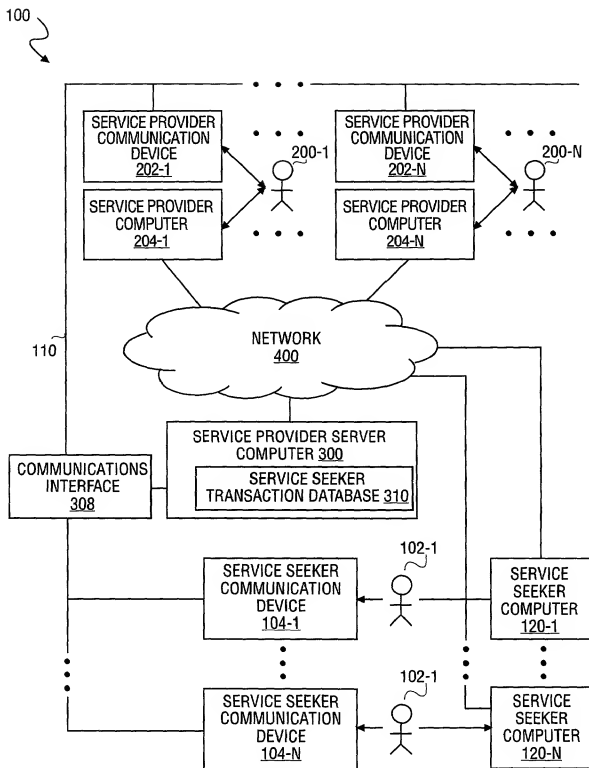 100
SERVICE PROVIDER
COMMUNICATION
DEVICE
202-1
SERVICE PROVIDER
COMPUTER
204-1
200-1
SERVICE PROVIDER
COMMUNICATION
DEVICE
202-N
SERVICE PROVIDER
COMPUTER
204-N
200-N
110
NETWORK
400
SERVICE PROVIDER SERVER
COMPUTER 300
SERVICE SEEKER
TRANSACTION DATABASE 310
COMMUNICATIONS
INTERFACE
308
SERVICE SEEKER
COMMUNICATION
DEVICE
104-1
102-1
SERVICE
SEEKER
COMPUTER
120-1
SERVICE SEEKER
COMMUNICATION
DEVICE
104-N
102-1
SERVICE
SEEKER
COMPUTER
120-N